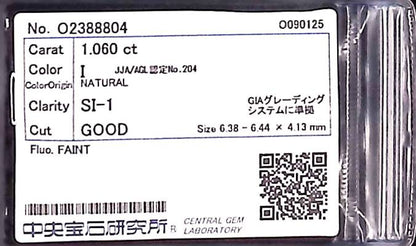 No. O2388804 O090125
Carat 1.060 ct
Color I JJA/AGL認定No.204
ColorOrigin NATURAL
Clarity SI-1 GIAグレーディング
システムに準拠
Cut GOOD Size 6.38 - 6.44 × 4.13 mm
Fluo. FAINT
中央宝石研究所® CENTRAL GEM
LABORATORY